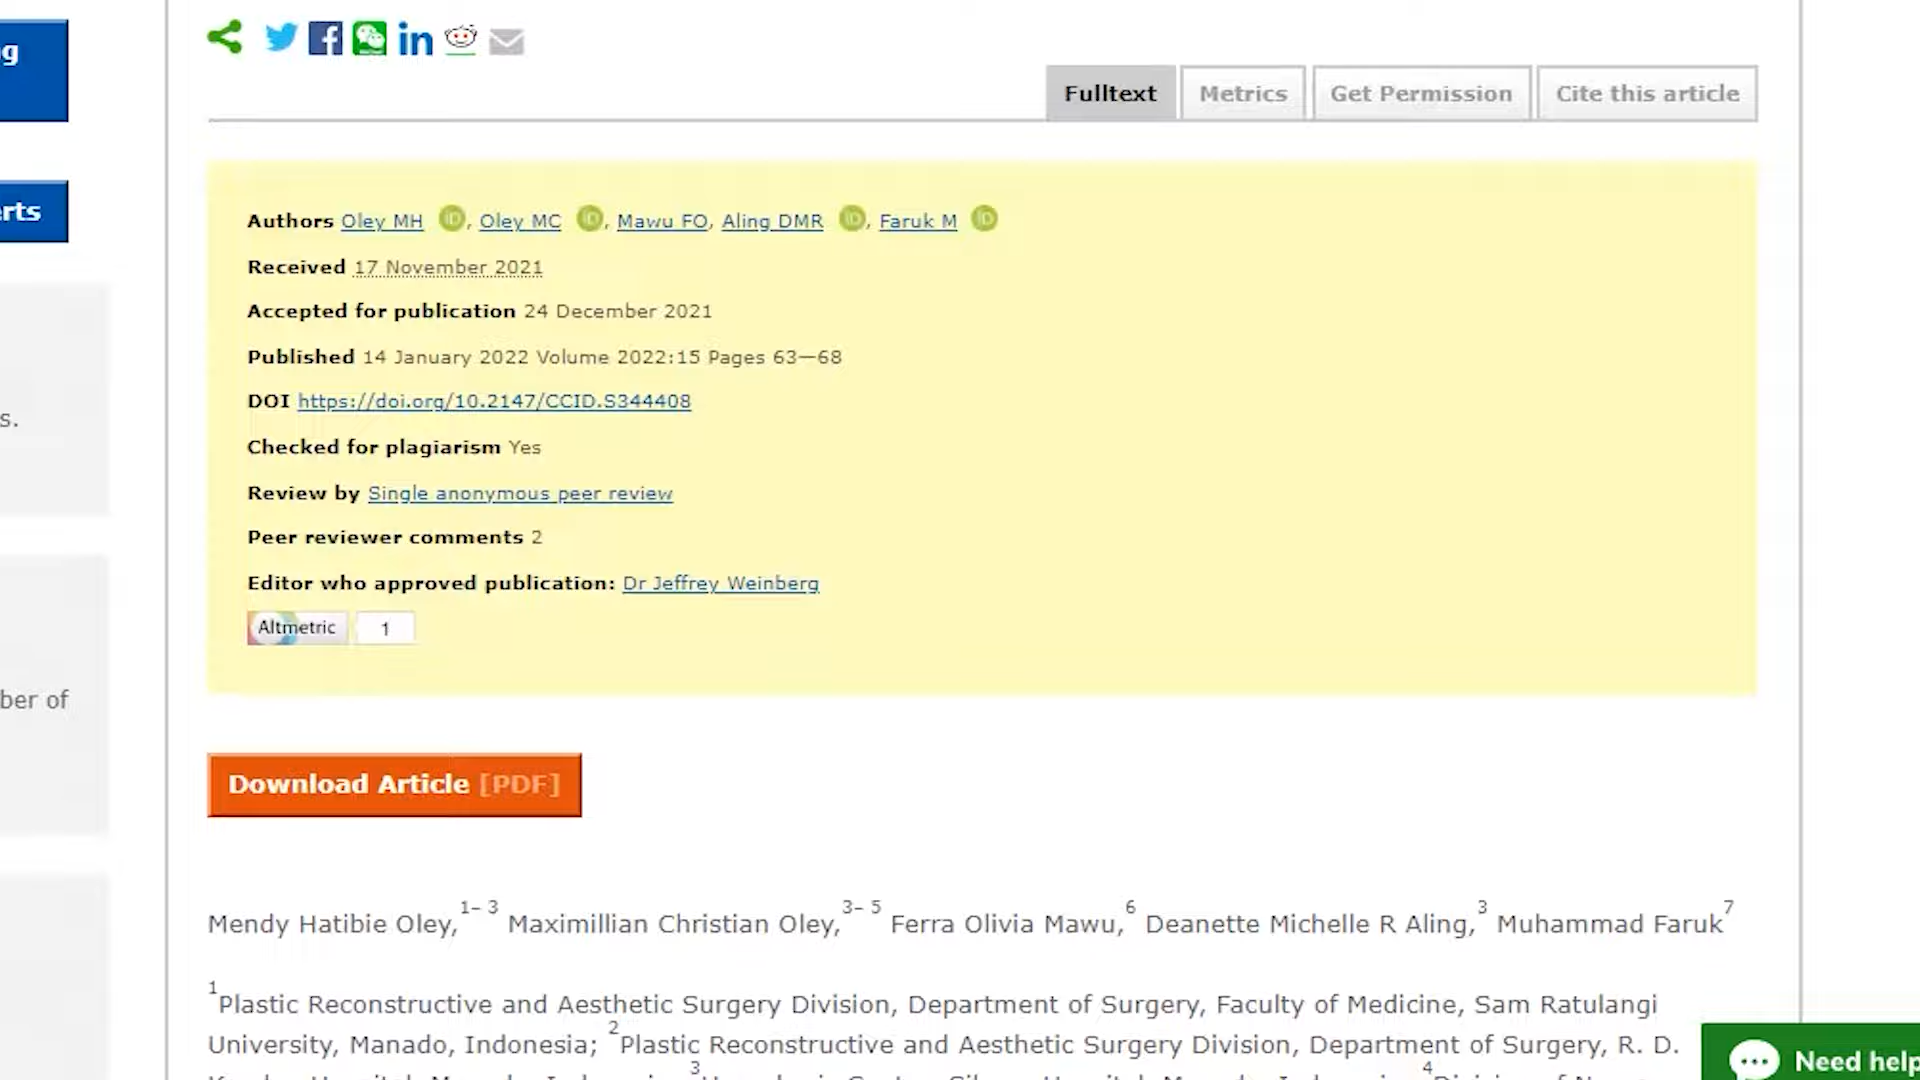 g
Fulltext Metrics Get Permission Cite this article
erts
Authors Oley MH, Oley MC, Mawu FO, Aling DMR, Faruk M
Received 17 November 2021
Accepted for publication 24 December 2021
Published 14 January 2022 Volume 2022:15 Pages 63—68
DOI https://doi.org/10.2147/CCID.S344408
s.
Checked for plagiarism Yes
Review by Single anonymous peer review
Peer reviewer comments 2
Editor who approved publication: Dr Jeffrey Weinberg
Altmetric 1
ber of
Download Article [PDF]
Mendy Hatibie Oley,1– 3 Maximillian Christian Oley,3– 5 Ferra Olivia Mawu,6 Deanette Michelle R Aling,3 Muhammad Faruk7
1Plastic Reconstructive and Aesthetic Surgery Division, Department of Surgery, Faculty of Medicine, Sam Ratulangi
University, Manado, Indonesia; 2Plastic Reconstructive and Aesthetic Surgery Division, Department of Surgery, R. D.
Need help